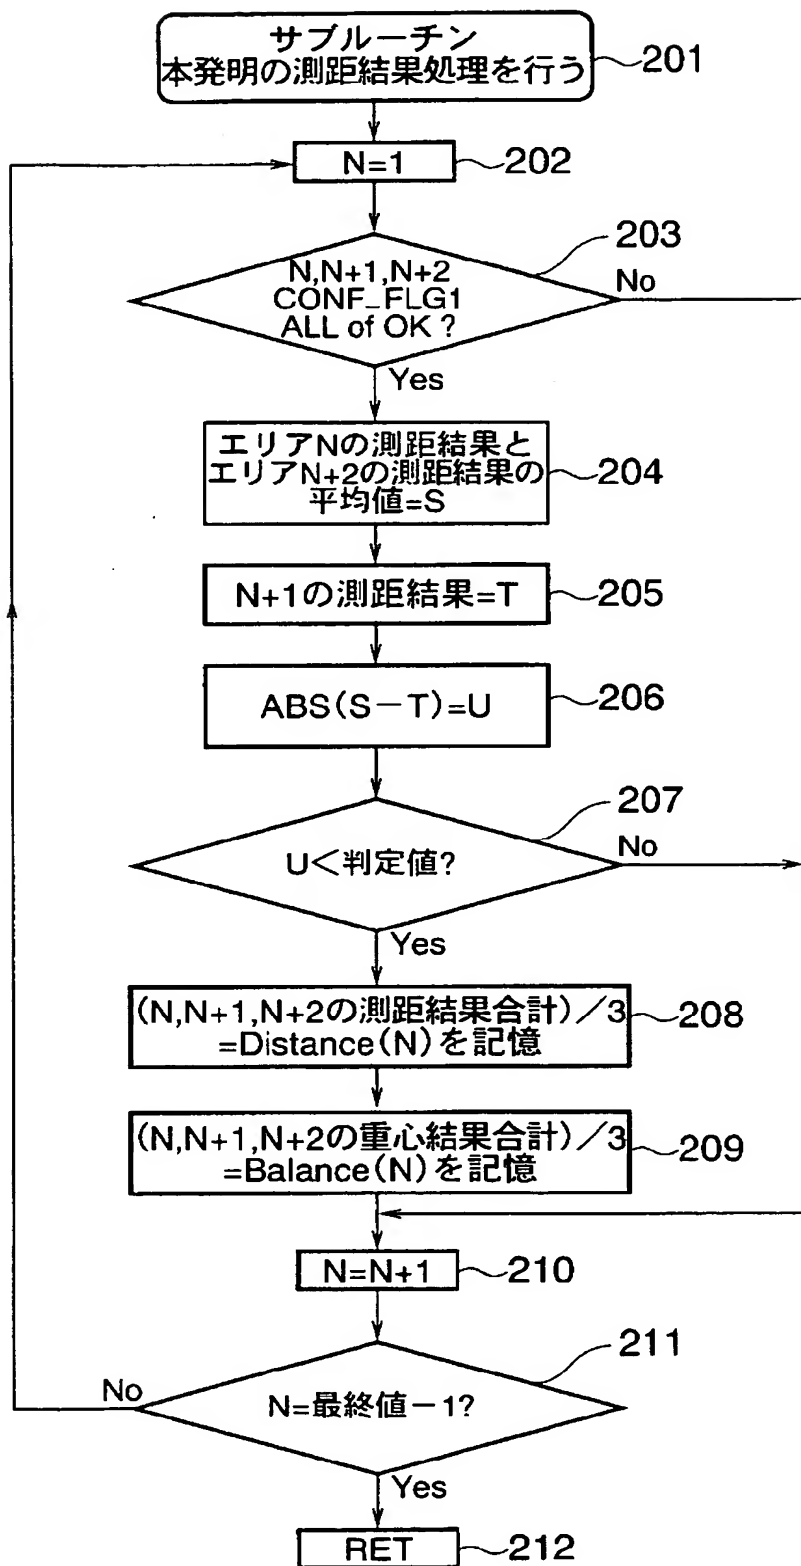 サブルーチン
本発明の測距結果処理を行う
201
N=1
202
203
N,N+1,N+2
CONF_FLG1
ALL of OK ?
No
Yes
エリアNの測距結果と
エリアN+2の測距結果の
平均値=S
204
N+1の測距結果=T
205
ABS(S-T)=U
206
207
U<判定値?
No
Yes
(N,N+1,N+2の測距結果合計)/3
=Distance(N)を記憶
208
(N,N+1,N+2の重心結果合計)/3
=Balance(N)を記憶
209
N=N+1
210
211
No
N=最終値-1?
Yes
RET
212